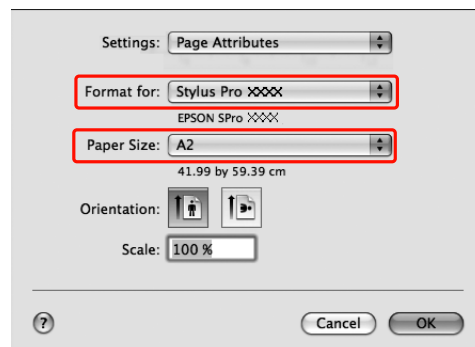 Settings: Page Attributes
Format for: Stylus Pro XXXX
EPSON SPro XXXX
Paper Size: A2
41.99 by 59.39 cm
Orientation:
Scale: 100 %
? Cancel OK